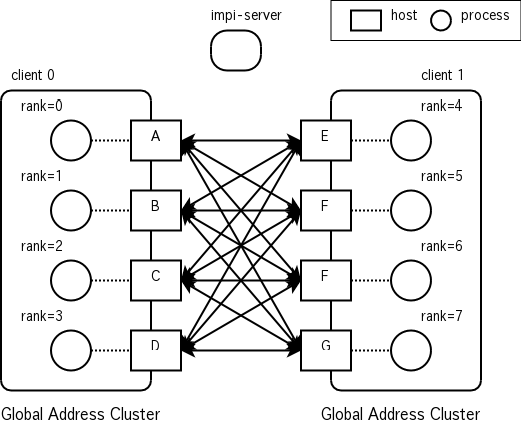 impi-server
host
process
client 0
client 1
rank=0
A
E
rank=4
rank=1
B
F
rank=5
rank=2
C
F
rank=6
rank=3
D
G
rank=7
Global Address Cluster
Global Address Cluster